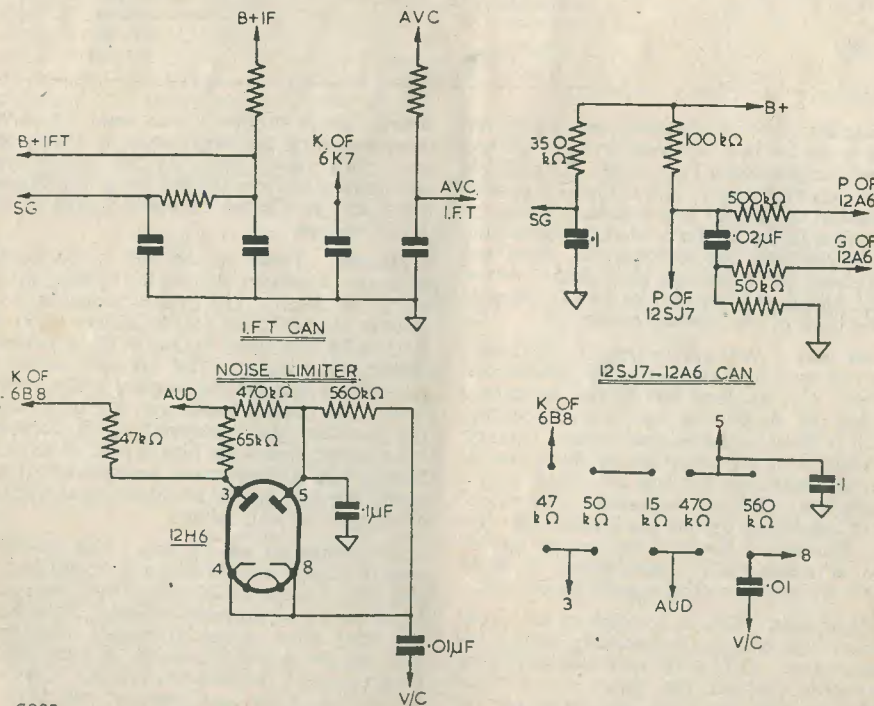 B+IF
AVC
B+IFT
K OF
6K7
SG
AVC
I.F.T
I.F.T CAN
B+
350
kΩ
100kΩ
500kΩ
P OF
12A6
SG
.1
.02µF
G OF
12A6
P OF
12SJ7
50kΩ
12SJ7-12A6 CAN
NOISE LIMITER
K OF
6B8
AUD
470kΩ
560kΩ
47kΩ
65kΩ
3
5
12H6
.1µF
4
8
.01µF
V/C
K OF
6B8
5
.1
47
kΩ
50
kΩ
15
kΩ
470
kΩ
560
kΩ
8
3
AUD
.01
V/C